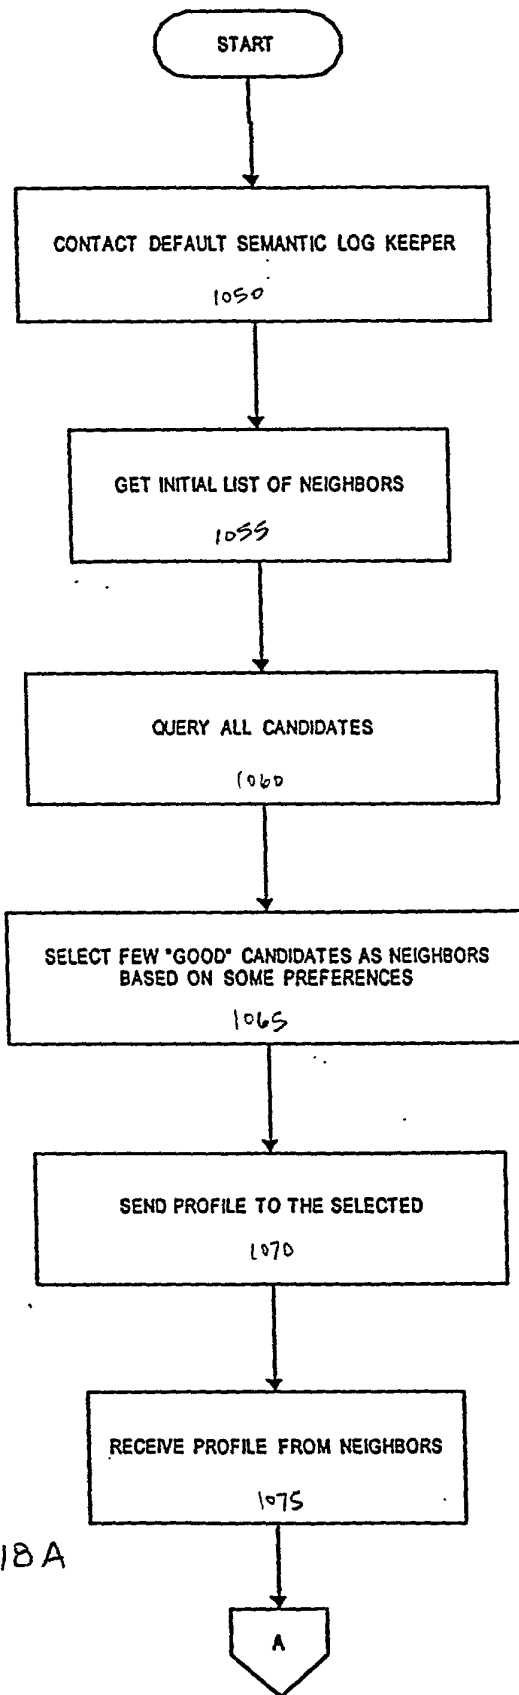 START
CONTACT DEFAULT SEMANTIC LOG KEEPER
1050
GET INITIAL LIST OF NEIGHBORS
1055
QUERY ALL CANDIDATES
1060
SELECT FEW "GOOD" CANDIDATES AS NEIGHBORS
BASED ON SOME PREFERENCES
1065
SEND PROFILE TO THE SELECTED
1070
RECEIVE PROFILE FROM NEIGHBORS
1075
18A
A